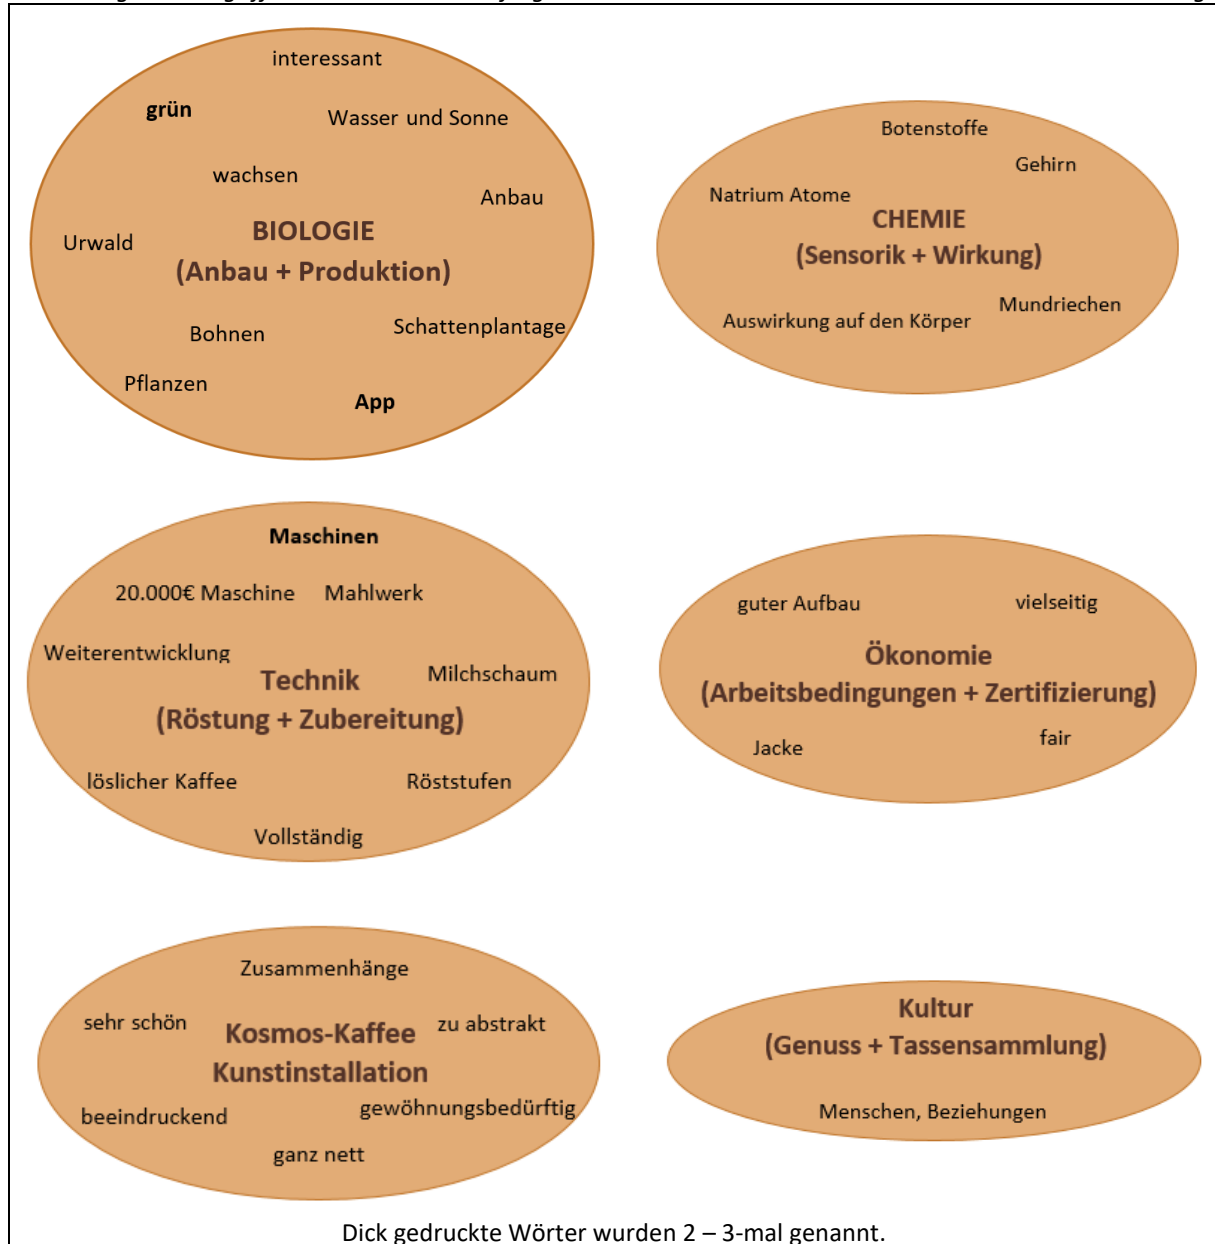 interessant
grün
Wasser und Sonne
wachsen
Anbau
Urwald
BIOLOGIE
(Anbau + Produktion)
Bohnen
Schattenplantage
Pflanzen
App
Botenstoffe
Gehirn
Natrium Atome
CHEMIE
(Sensorik + Wirkung)
Mundriechen
Auswirkung auf den Körper
Maschinen
20.000€ Maschine
Mahlwerk
Weiterentwicklung
Technik
(Röstung + Zubereitung)
Milchschaum
löslicher Kaffee
Röststufen
Vollständig
guter Aufbau
vielseitig
Ökonomie
(Arbeitsbedingungen + Zertifizierung)
Jacke
fair
Zusammenhänge
sehr schön
zu abstrakt
Kosmos-Kaffee
Kunstinstallation
beeindruckend
gewöhnungsbedürftig
ganz nett
Kultur
(Genuss + Tassensammlung)
Menschen, Beziehungen
Dick gedruckte Wörter wurden 2 – 3-mal genannt.